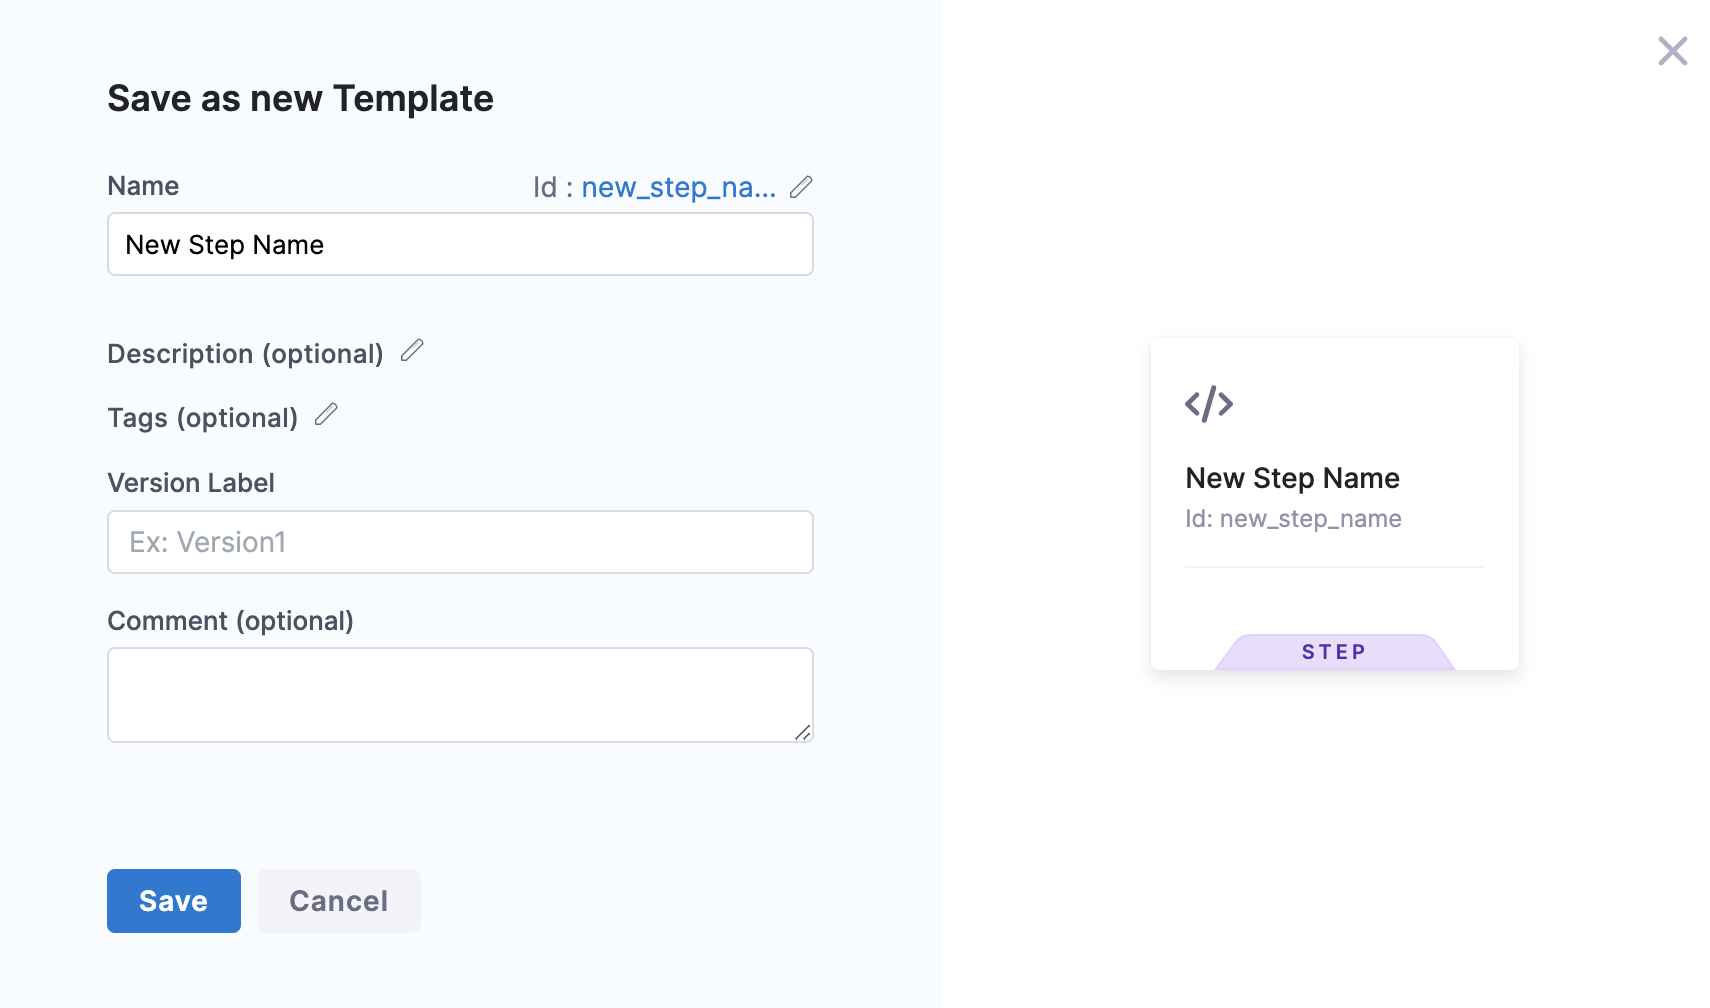 Save as new Template
Name
Id : new_step_na...
New Step Name
Description (optional)
Tags (optional)
Version Label
Ex: Version1
Comment (optional)
Save
Cancel
</>
New Step Name
Id: new_step_name
STEP